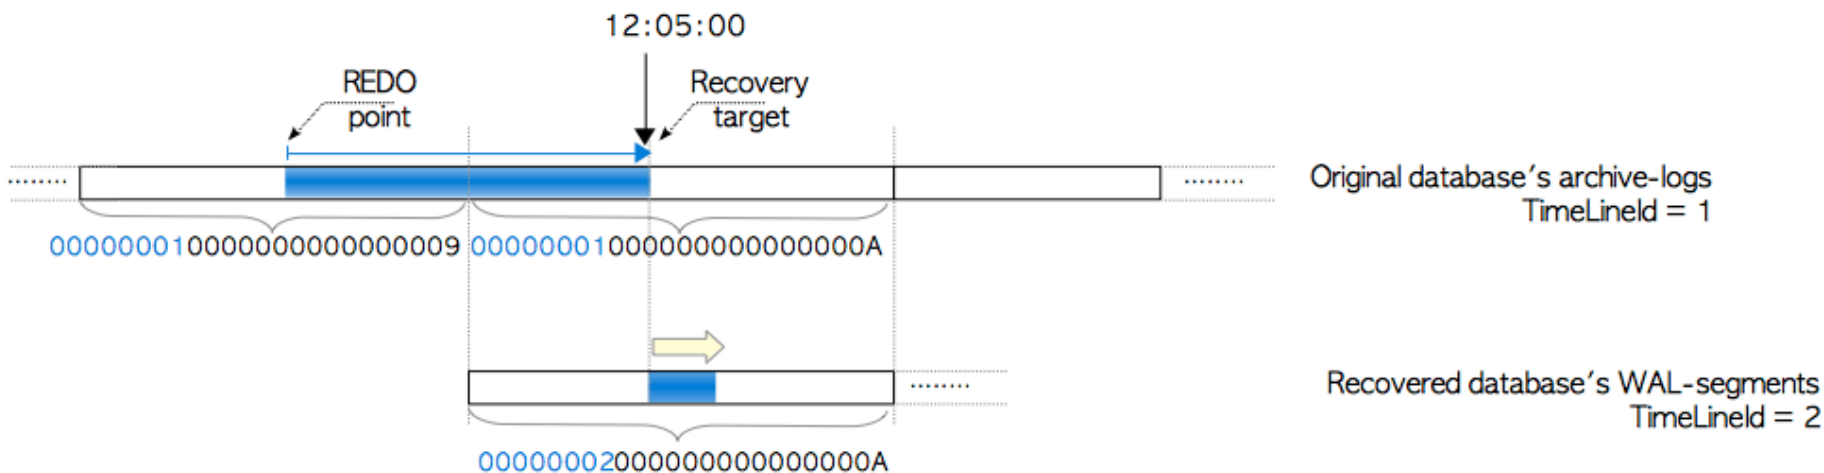 12:05:00
REDO
point
Recovery
target
Original database's archive-logs
TimeLineId = 1
000000010000000000000009
00000001000000000000000A
Recovered database's WAL-segments
TimeLineId = 2
00000002000000000000000A